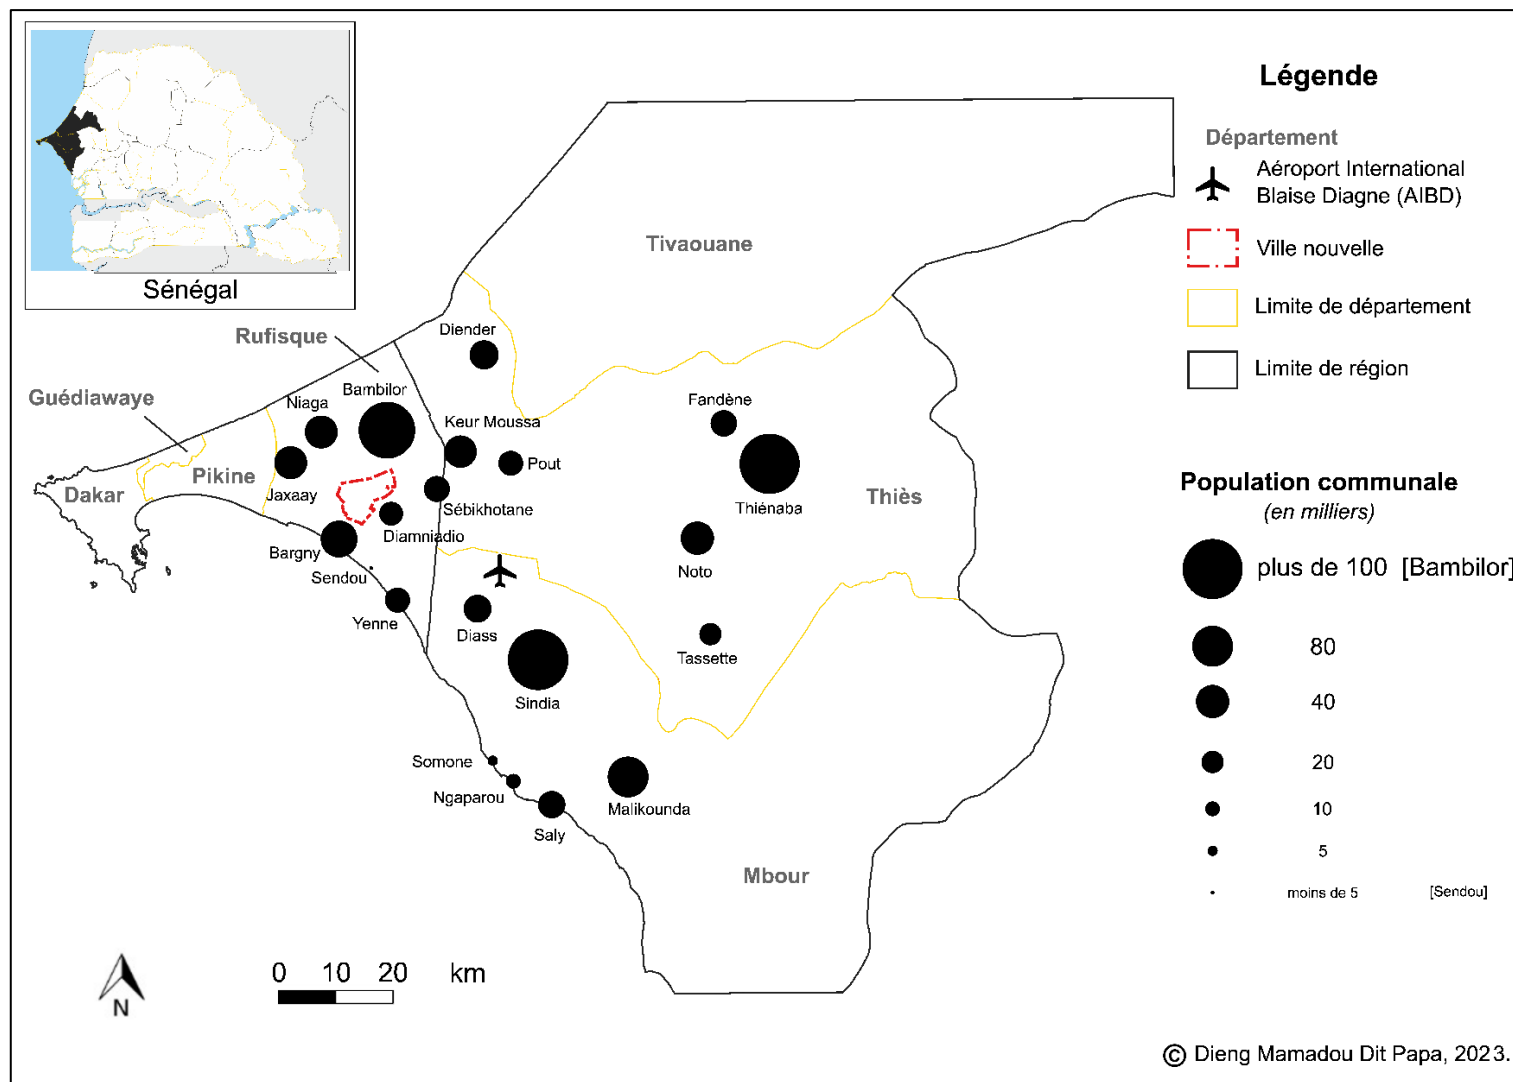 Sénégal
Légende
Département
Aéroport International
Blaise Diagne (AIBD)
Ville nouvelle
Limite de département
Limite de région
Population communale
(en milliers)
plus de 100 [Bambilor]
80
40
20
10
5
moins de 5 [Sendou]
Tivaouane
Rufisque
Diender
Guédiawaye
Niaga
Bambilor
Keur Moussa
Fandène
Pikine
Pout
Dakar
Jaxaay
Sébikhotane
Thiénaba
Thiès
Diamniadio
Bargny
Sendou
Noto
Yenne
Diass
Tassette
Sindia
Somone
Ngaparou
Malikounda
Saly
Mbour
0 10 20 km
N
© Dieng Mamadou Dit Papa, 2023.